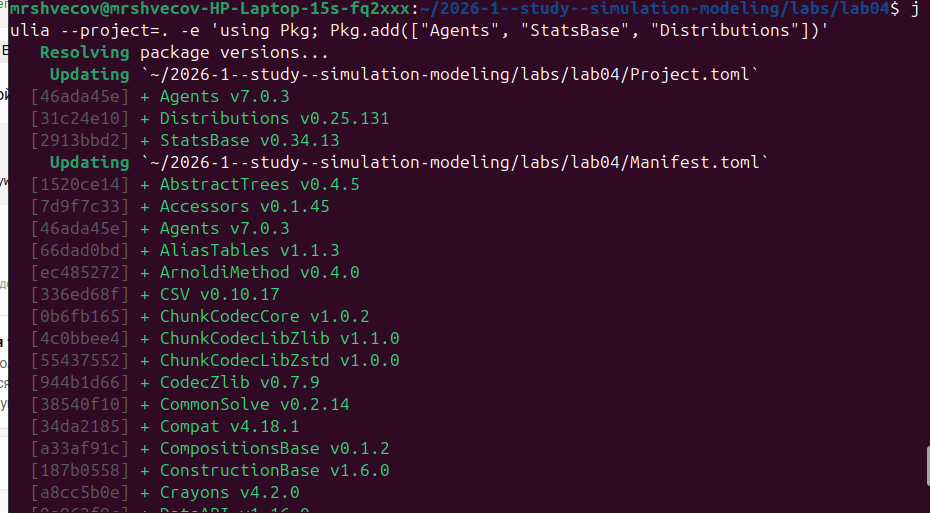 mrshvecov@mrshvecov-HP-Laptop-15s-fq2xxx:~/2026-1--study--simulation-modeling/labs/lab04$ j
ulia --project=. -e 'using Pkg; Pkg.add(["Agents", "StatsBase", "Distributions"])'
Resolving package versions...
Updating `~/2026-1--study--simulation-modeling/labs/lab04/Project.toml`
[46ada45e] + Agents v7.0.3
[31c24e10] + Distributions v0.25.131
[2913bbd2] + StatsBase v0.34.13
Updating `~/2026-1--study--simulation-modeling/labs/lab04/Manifest.toml`
[1520ce14] + AbstractTrees v0.4.5
[7d9f7c33] + Accessors v0.1.45
[46ada45e] + Agents v7.0.3
[66dad0bd] + AliasTables v1.1.3
[ec485272] + ArnoldiMethod v0.4.0
[336ed68f] + CSV v0.10.17
[0b6fb165] + ChunkCodecCore v1.0.2
[4c0bbee4] + ChunkCodecLibZlib v1.1.0
[55437552] + ChunkCodecLibZstd v1.0.0
[944b1d66] + CodecZlib v0.7.9
[38540f10] + CommonSolve v0.2.14
[34da2185] + Compat v4.18.1
[a33af91c] + CompositionsBase v0.1.2
[187b0558] + ConstructionBase v1.6.0
[a8cc5b0e] + Crayons v4.2.0